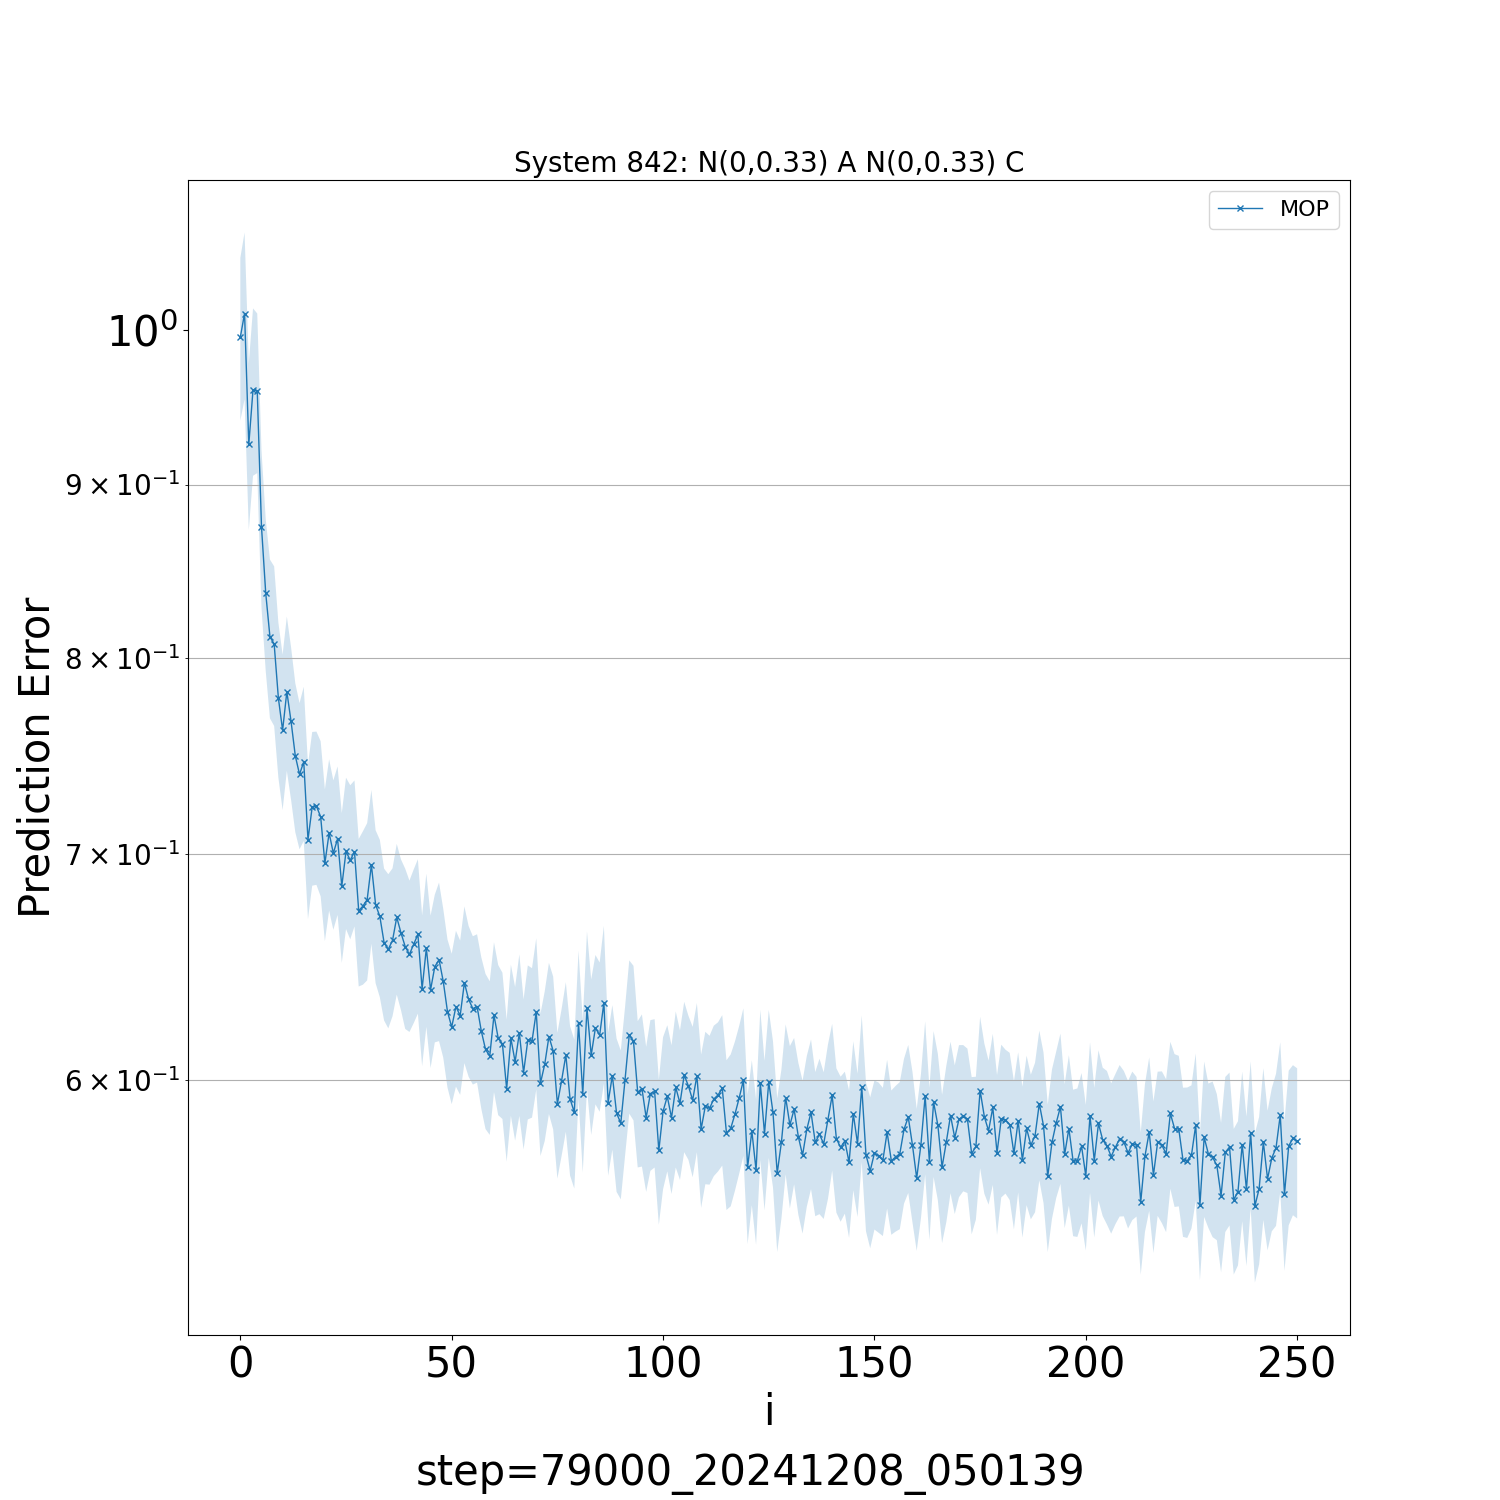 System 842: N(0,0.33) A N(0,0.33) C
MOP
10⁰
9 × 10⁻¹
8 × 10⁻¹
7 × 10⁻¹
6 × 10⁻¹
Prediction Error
0 50 100 150 200 250
i
step=79000_20241208_050139